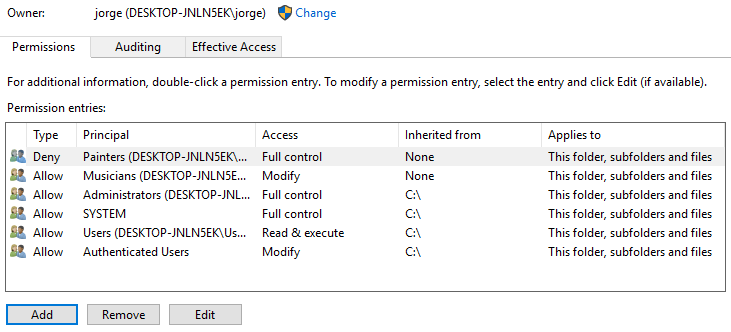 Owner: jorge (DESKTOP-JNLN5EK\jorge) Change
Permissions Auditing Effective Access
For additional information, double-click a permission entry. To modify a permission entry, select the entry and click Edit (if available).
Permission entries:
Type Principal Access Inherited from Applies to
Deny Painters (DESKTOP-JNLN5EK\... Full control None This folder, subfolders and files
Allow Musicians (DESKTOP-JNLN5E... Modify None This folder, subfolders and files
Allow Administrators (DESKTOP-JNL... Full control C:\ This folder, subfolders and files
Allow SYSTEM Full control C:\ This folder, subfolders and files
Allow Users (DESKTOP-JNLN5EK\Us... Read & execute C:\ This folder, subfolders and files
Allow Authenticated Users Modify C:\ This folder, subfolders and files
Add Remove Edit